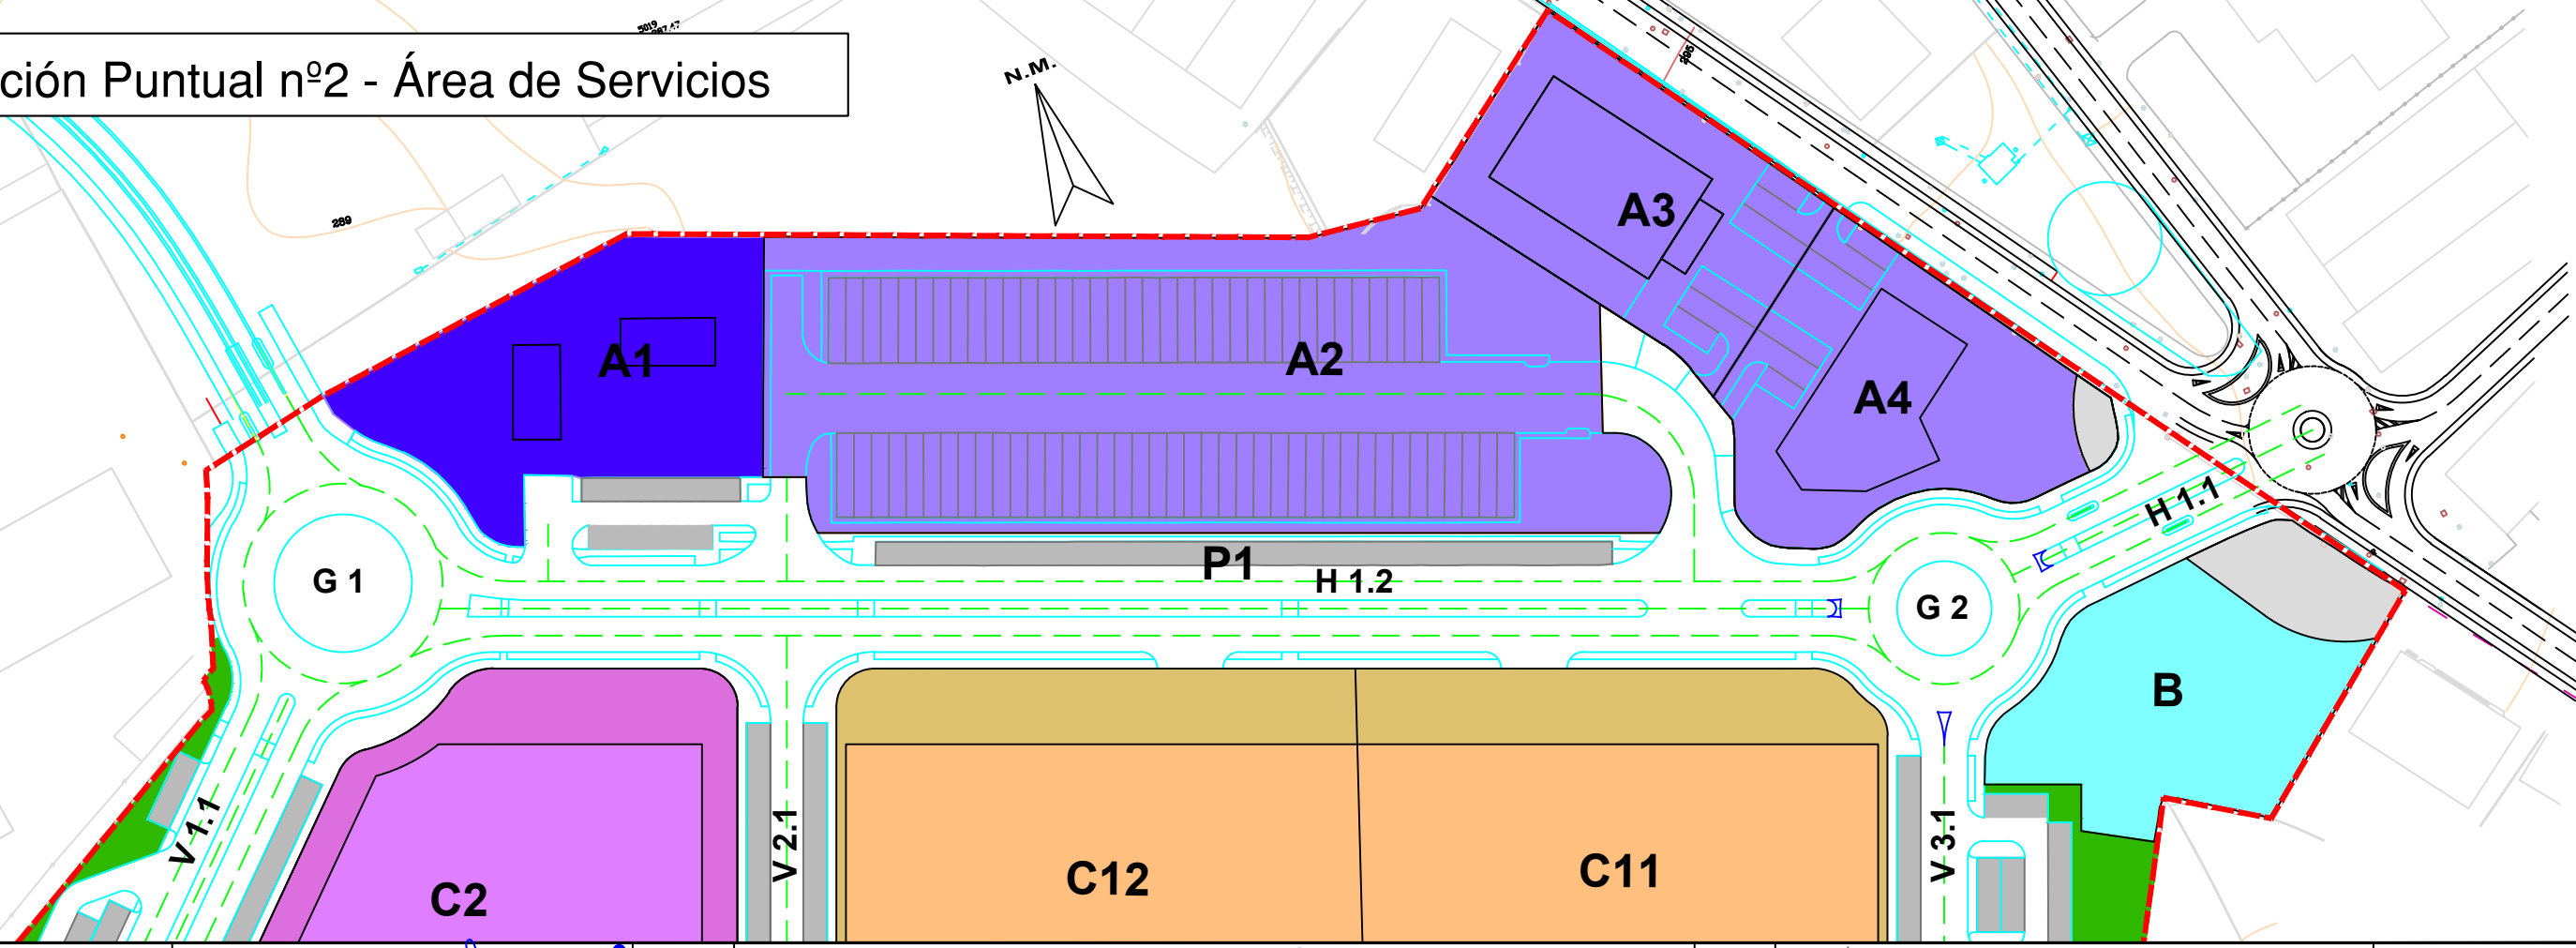 ción Puntual nº2 - Área de Servicios
N.M.
295
289
A3
A1
A2
A4
H 1.1
P1
G 1
H 1.2
G 2
B
V 1.1
V 2.1
V 3.1
C2
C12
C11